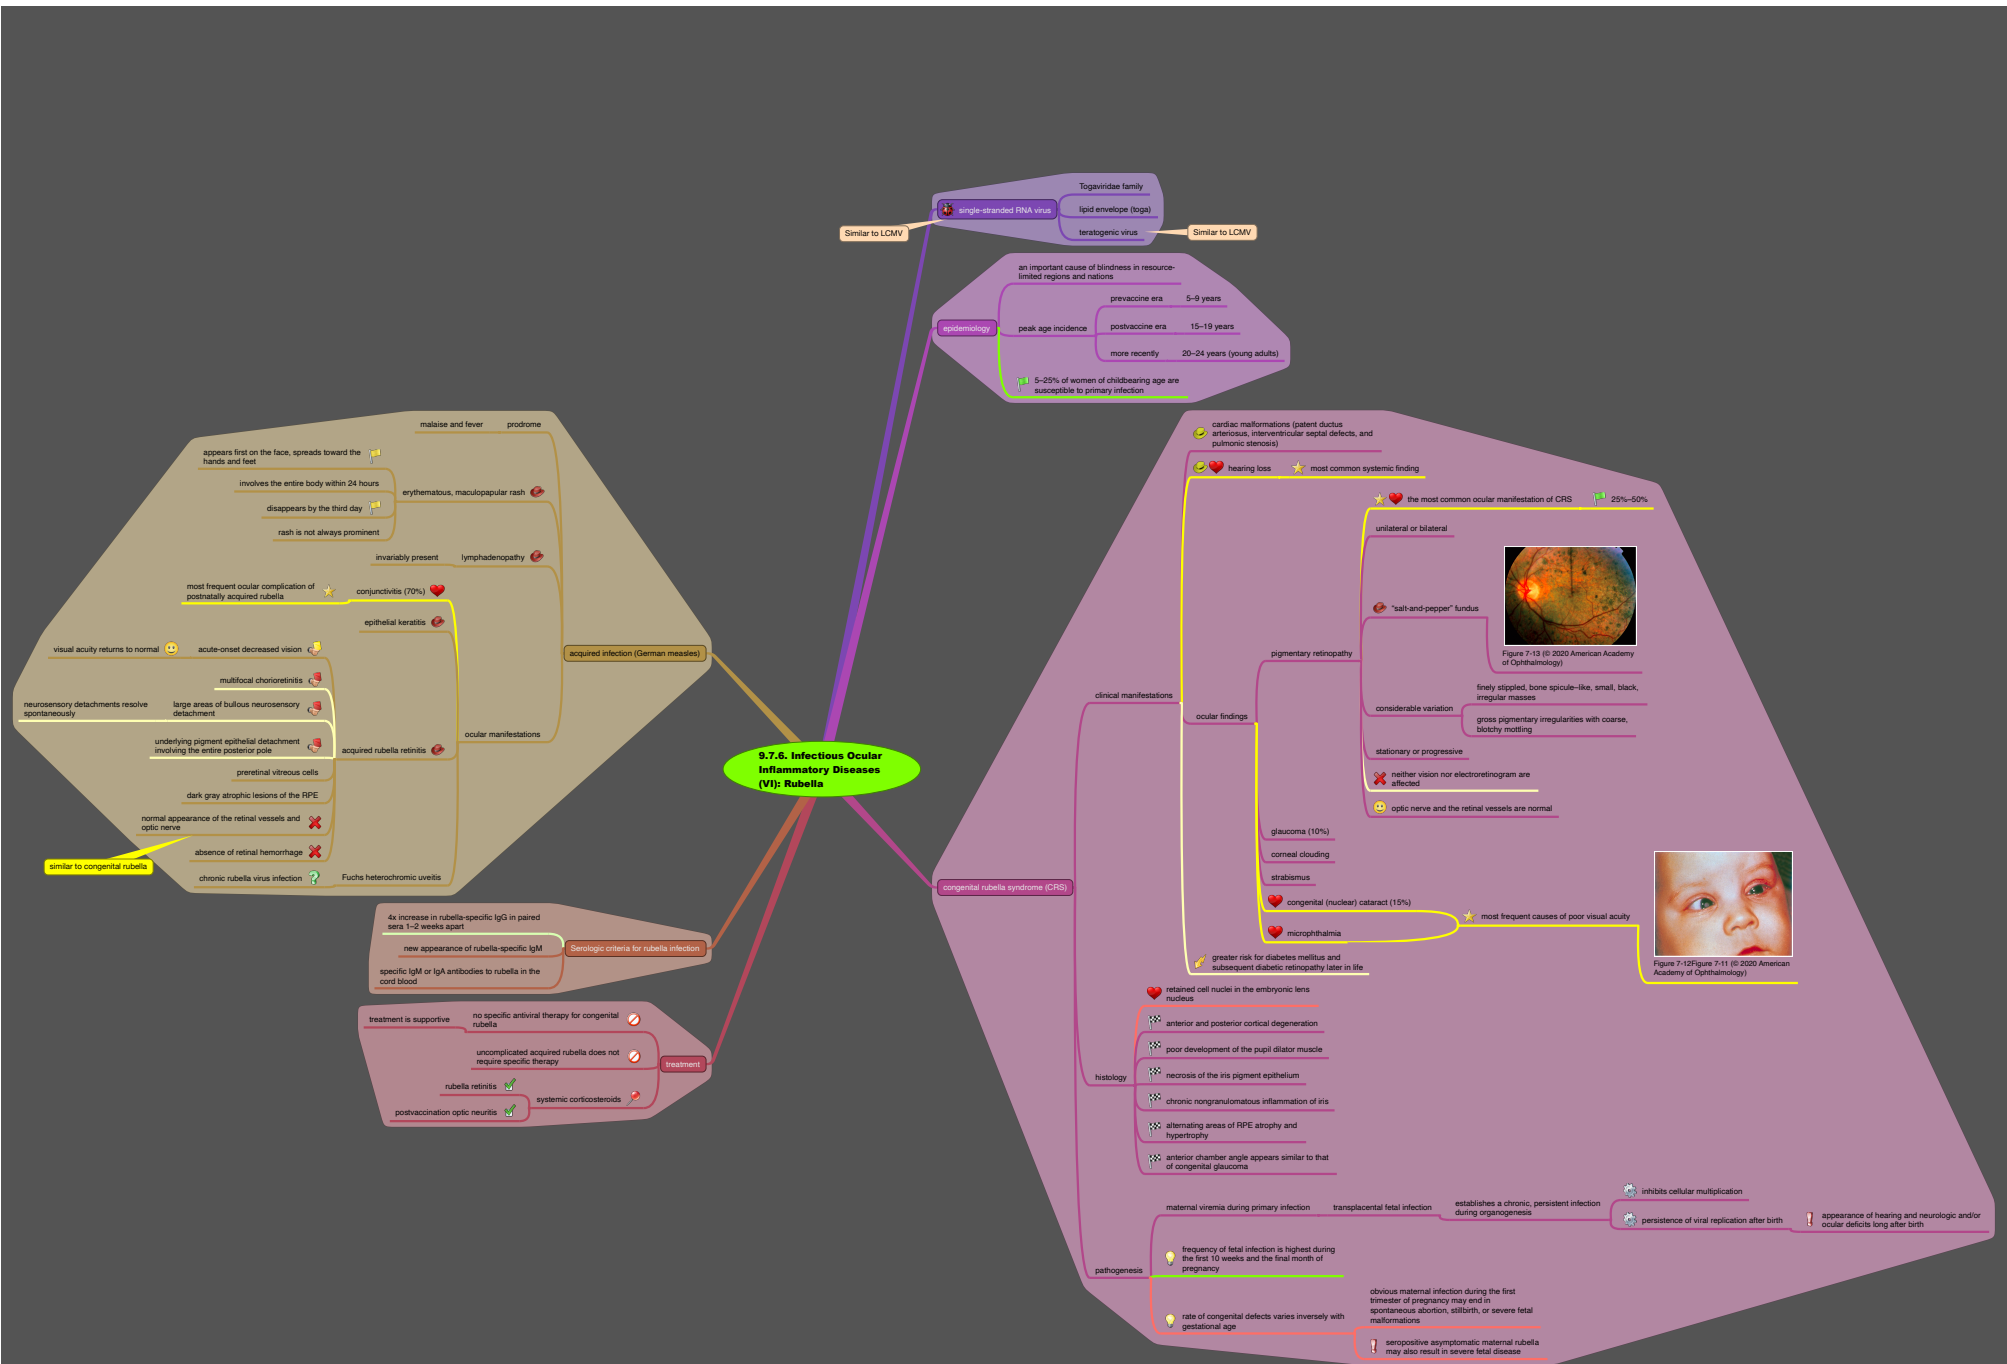 9.7.6. Infectious Ocular
Inflammatory Diseases
(VI): Rubella
single-stranded RNA virus
Similar to LCMV
Togaviridae family
lipid envelope (toga)
teratogenic virus
Similar to LCMV
epidemiology
an important cause of blindness in resource-
limited regions and nations
peak age incidence
prevaccine era
5–9 years
postvaccine era
15–19 years
more recently
20–24 years (young adults)
5–25% of women of childbearing age are
susceptible to primary infection
congenital rubella syndrome (CRS)
clinical manifestations
cardiac malformations (patent ductus
arteriosus, interventricular septal defects, and
pulmonic stenosis)
hearing loss
most common systemic finding
ocular findings
pigmentary retinopathy
the most common ocular manifestation of CRS
25%–50%
unilateral or bilateral
“salt-and-pepper” fundus
Figure 7-13 (© 2020 American Academy
of Ophthalmology)
considerable variation
finely stippled, bone spicule–like, small, black,
irregular masses
gross pigmentary irregularities with coarse,
blotchy mottling
stationary or progressive
neither vision nor electroretinogram are
affected
optic nerve and the retinal vessels are normal
glaucoma (10%)
corneal clouding
strabismus
congenital (nuclear) cataract (15%)
microphthalmia
most frequent causes of poor visual acuity
Figure 7-12Figure 7-11 (© 2020 American
Academy of Ophthalmology)
greater risk for diabetes mellitus and
subsequent diabetic retinopathy later in life
histology
retained cell nuclei in the embryonic lens
nucleus
anterior and posterior cortical degeneration
poor development of the pupil dilator muscle
necrosis of the iris pigment epithelium
chronic nongranulomatous inflammation of iris
alternating areas of RPE atrophy and
hypertrophy
anterior chamber angle appears similar to that
of congenital glaucoma
pathogenesis
maternal viremia during primary infection
transplacental fetal infection
establishes a chronic, persistent infection
during organogenesis
inhibits cellular multiplication
persistence of viral replication after birth
appearance of hearing and neurologic and/or
ocular deficits long after birth
frequency of fetal infection is highest during
the first 10 weeks and the final month of
pregnancy
rate of congenital defects varies inversely with
gestational age
obvious maternal infection during the first
trimester of pregnancy may end in
spontaneous abortion, stillbirth, or severe fetal
malformations
seropositive asymptomatic maternal rubella
may also result in severe fetal disease
acquired infection (German measles)
prodrome
malaise and fever
erythematous, maculopapular rash
appears first on the face, spreads toward the
hands and feet
involves the entire body within 24 hours
disappears by the third day
rash is not always prominent
lymphadenopathy
invariably present
ocular manifestations
conjunctivitis (70%)
most frequent ocular complication of
postnatally acquired rubella
epithelial keratitis
acquired rubella retinitis
acute-onset decreased vision
visual acuity returns to normal
multifocal chorioretinitis
large areas of bullous neurosensory
detachment
neurosensory detachments resolve
spontaneously
underlying pigment epithelial detachment
involving the entire posterior pole
preretinal vitreous cells
dark gray atrophic lesions of the RPE
normal appearance of the retinal vessels and
optic nerve
similar to congenital rubella
absence of retinal hemorrhage
Fuchs heterochromic uveitis
chronic rubella virus infection
Serologic criteria for rubella infection
4x increase in rubella-specific IgG in paired
sera 1–2 weeks apart
new appearance of rubella-specific IgM
specific IgM or IgA antibodies to rubella in the
cord blood
treatment
no specific antiviral therapy for congenital
rubella
treatment is supportive
uncomplicated acquired rubella does not
require specific therapy
systemic corticosteroids
rubella retinitis
postvaccination optic neuritis